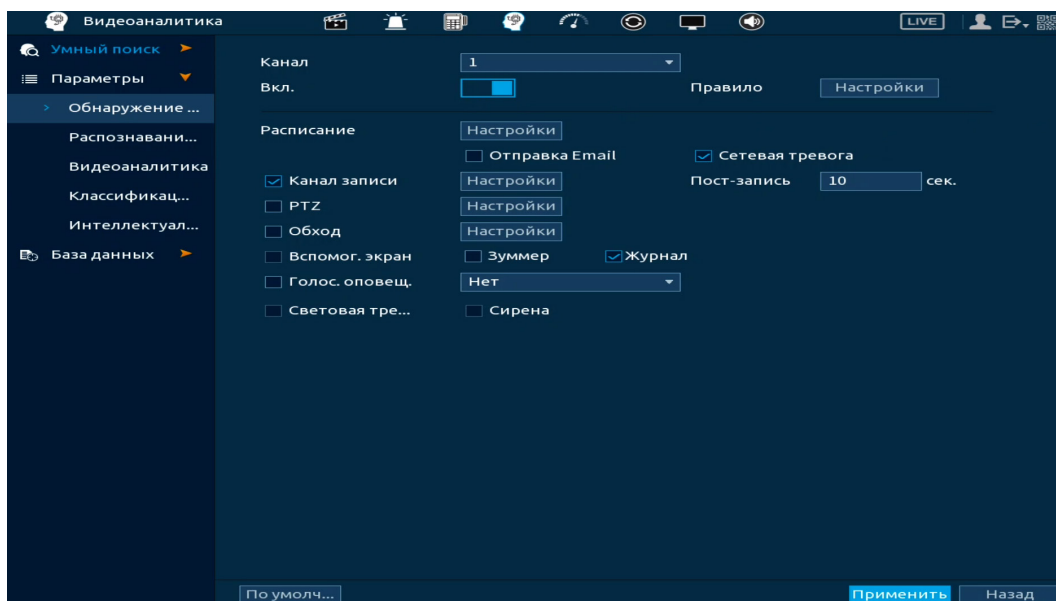 Видеоаналитика LIVE
Умный поиск
Параметры
Обнаружение ...
Распознавани...
Видеоаналитика
Классификац...
Интеллектуал...
База данных
Канал 1
Вкл. Правило Настройки
Расписание Настройки
Отправка Email Сетевая тревога
Канал записи Настройки Пост-запись 10 сек.
PTZ Настройки
Обход Настройки
Вспомог. экран Зуммер Журнал
Голос. оповещ. Нет
Световая тре... Сирена
По умолч... Применить Назад